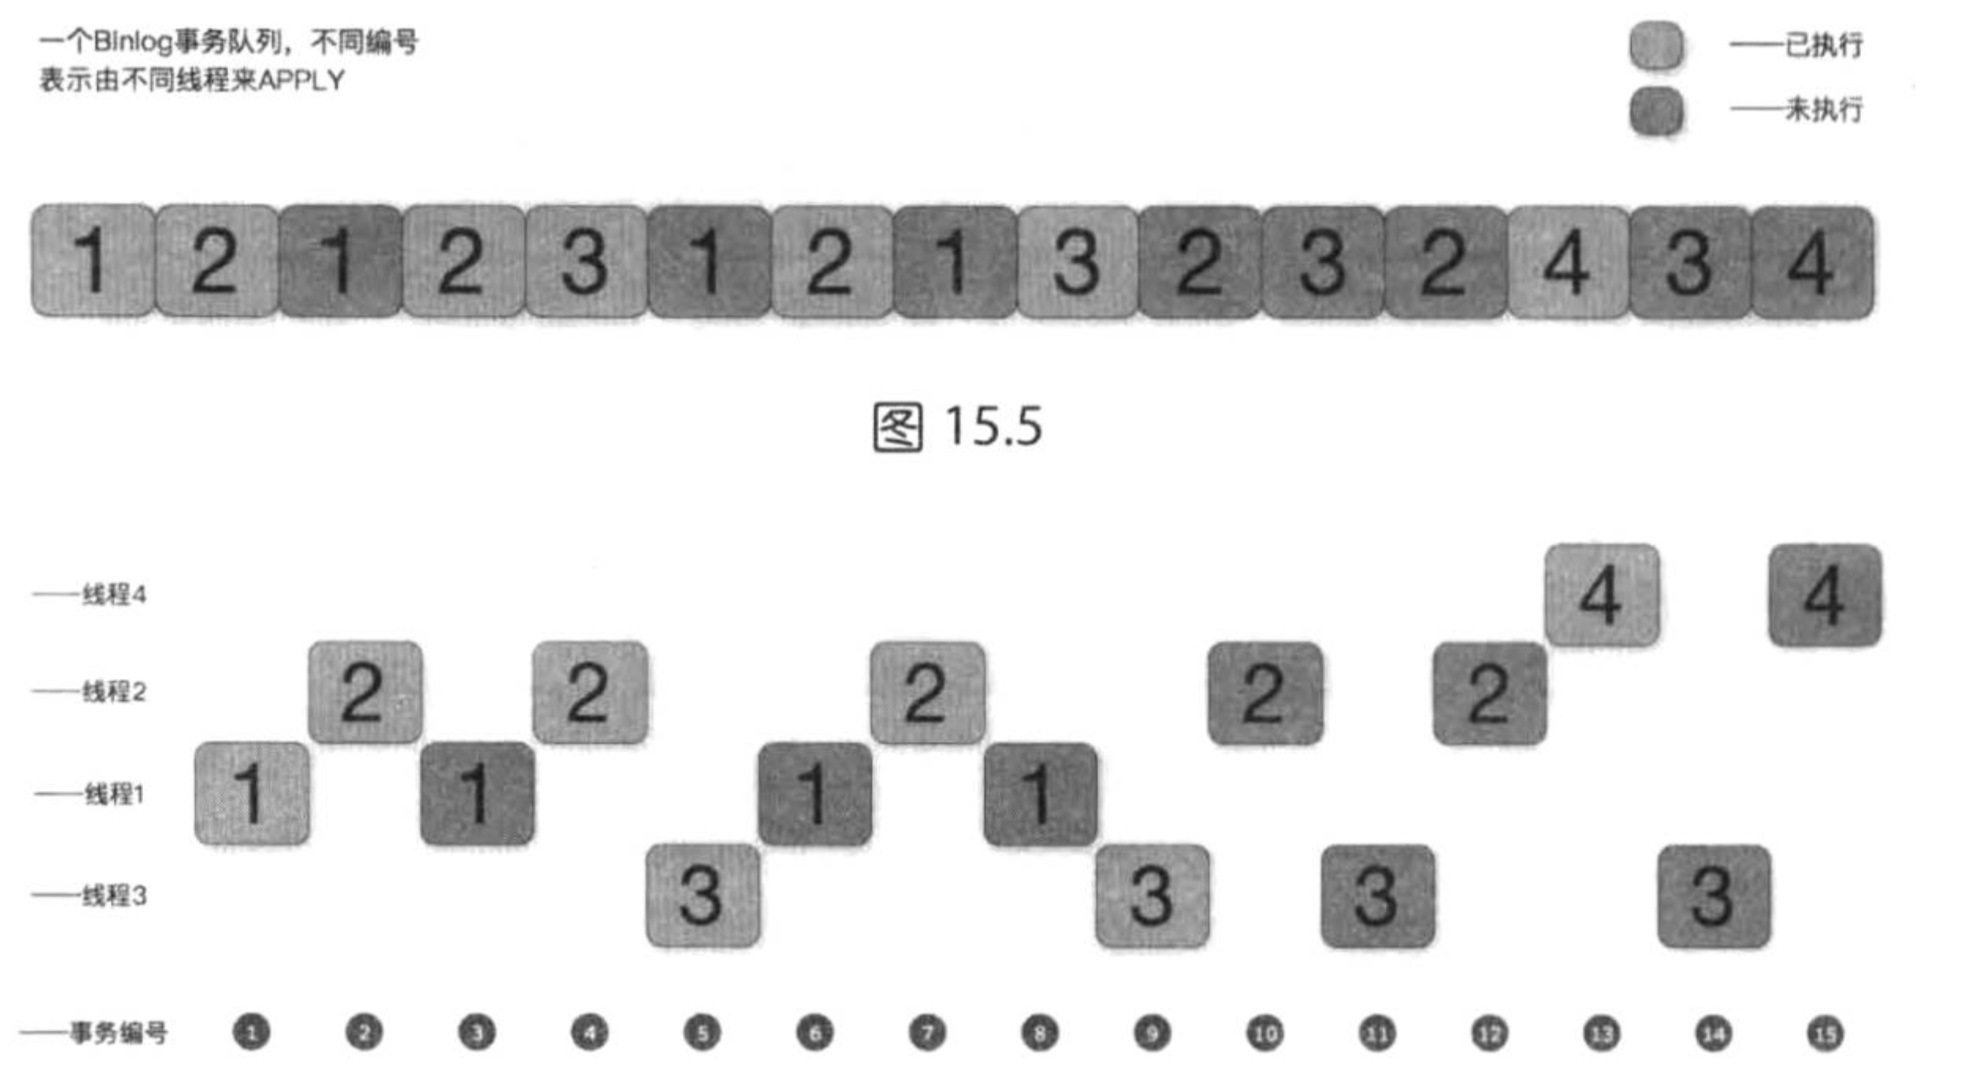 一个Binlog事务队列，不同编号
表示由不同线程来APPLY
——已执行
——未执行
1 2 1 2 3 1 2 1 3 2 3 2 4 3 4
图 15.5
——线程4 4 4
——线程2 2 2 2 2 2
——线程1 1 1 1 1
——线程3 3 3 3 3
——事务编号 1 2 3 4 5 6 7 8 9 10 11 12 13 14 15